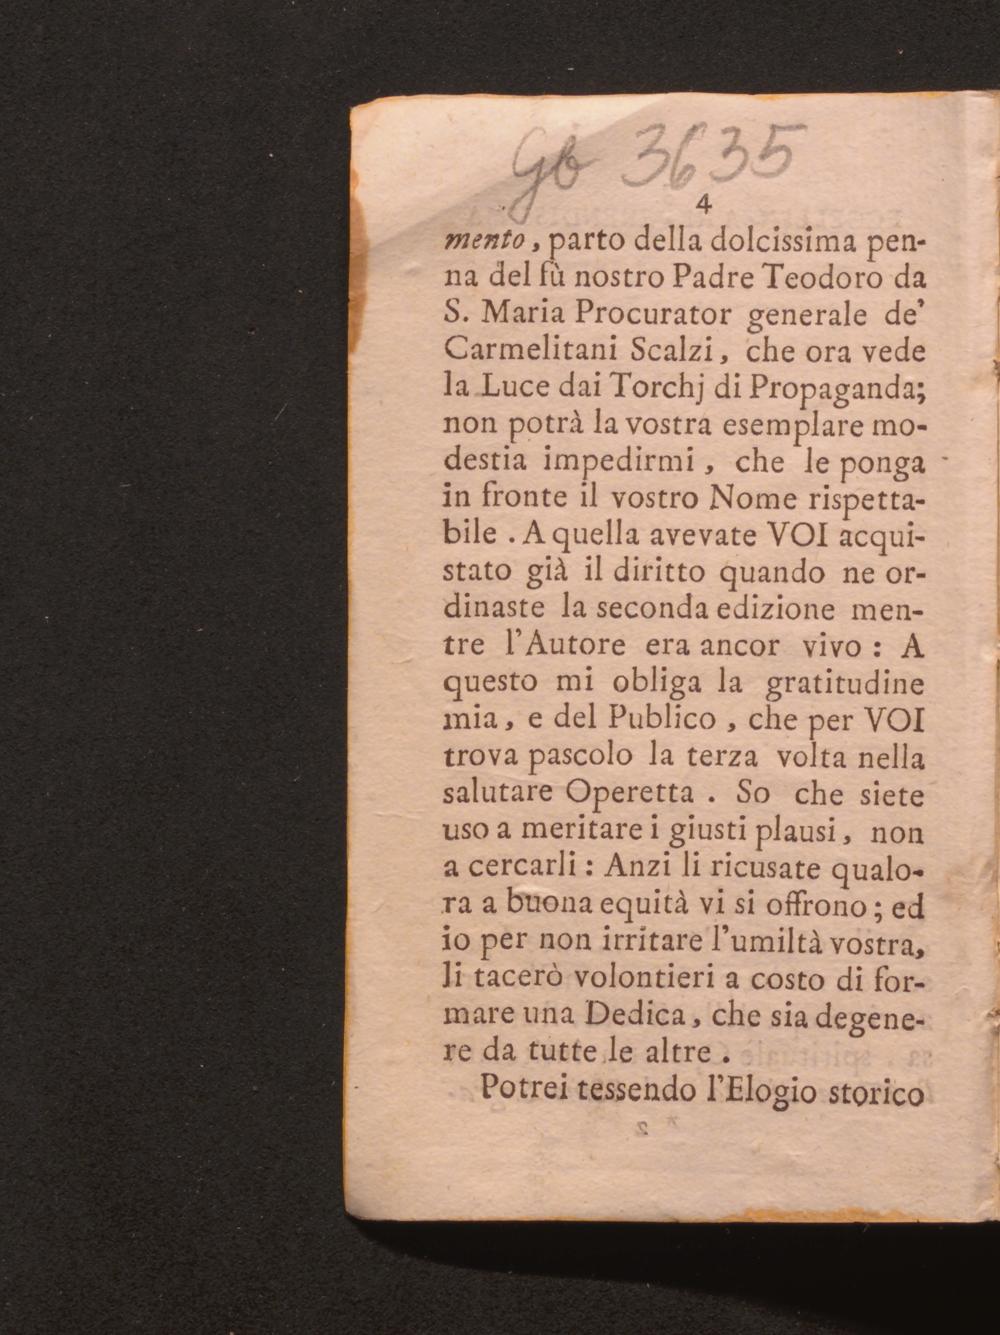 Gb 3635
4
mento, parto della dolcissima pen-
na del fù nostro Padre Teodoro da
S. Maria Procurator generale de'
Carmelitani Scalzi, che ora vede
la Luce dai Torchj di Propaganda;
non potrà la vostra esemplare mo-
destia impedirmi, che le ponga
in fronte il vostro Nome rispetta-
bile. A quella avevate VOI acqui-
stato già il diritto quando ne or-
dinaste la seconda edizione men-
tre l'Autore era ancor vivo: A
questo mi obliga la gratitudine
mia, e del Publico, che per VOI
trova pascolo la terza volta nella
salutare Operetta. So che siete
uso a meritare i giusti plausi, non
a cercarli: Anzi li ricusate qualo-
ra a buona equità vi si offrono; ed
io per non irritare l'umiltà vostra,
li tacerò volontieri a costo di for-
mare una Dedica, che sia degene-
re da tutte le altre.
Potrei tessendo l'Elogio storico